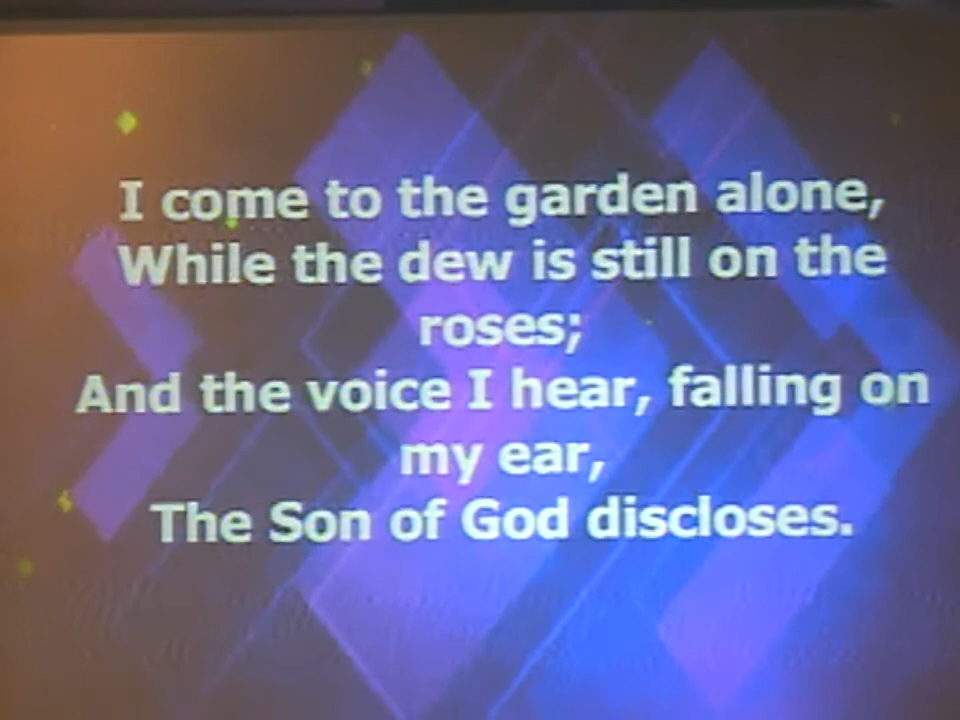 I come to the garden alone,
While the dew is still on the
roses;
And the voice I hear, falling on
my ear,
The Son of God discloses.